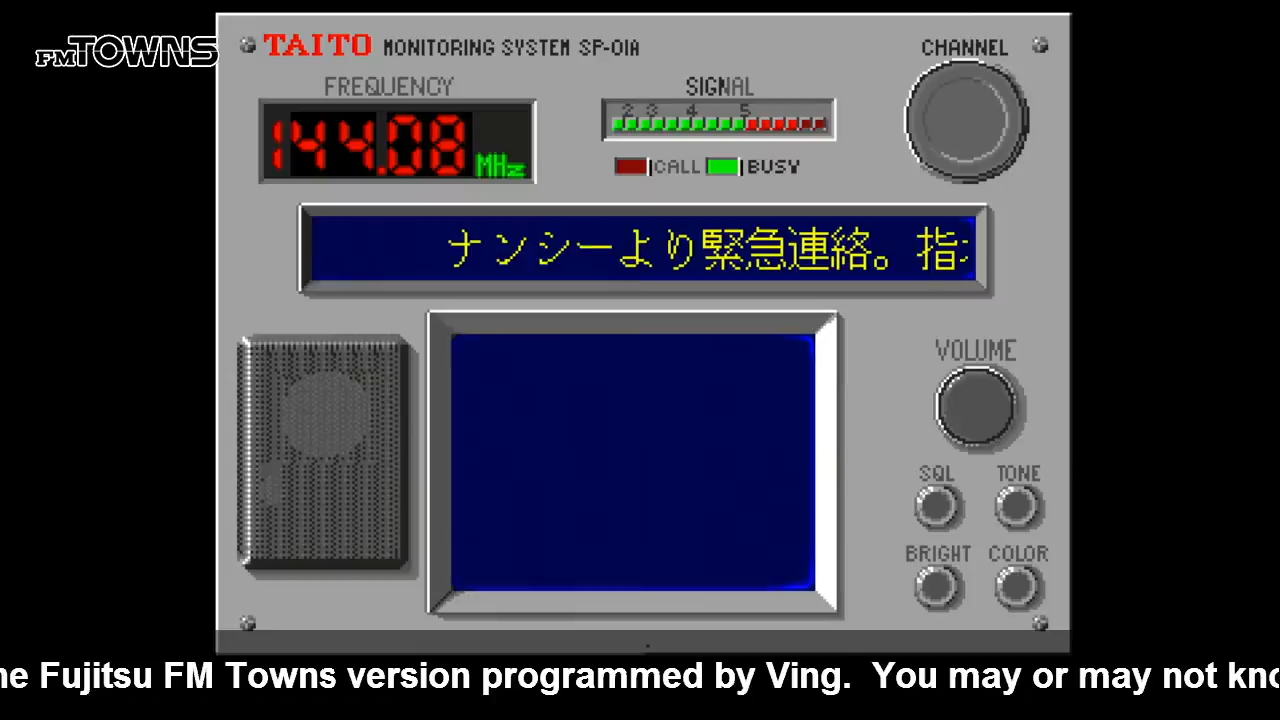 FM TOWNS
TAITO MONITORING SYSTEM SP-01A
CHANNEL
FREQUENCY
SIGNAL
2 3 4 5
144.08 MHz
CALL BUSY
ナンシーより緊急連絡。指
VOLUME
SQL TONE
BRIGHT COLOR
Fujitsu FM Towns version programmed by Ving. You may or may not